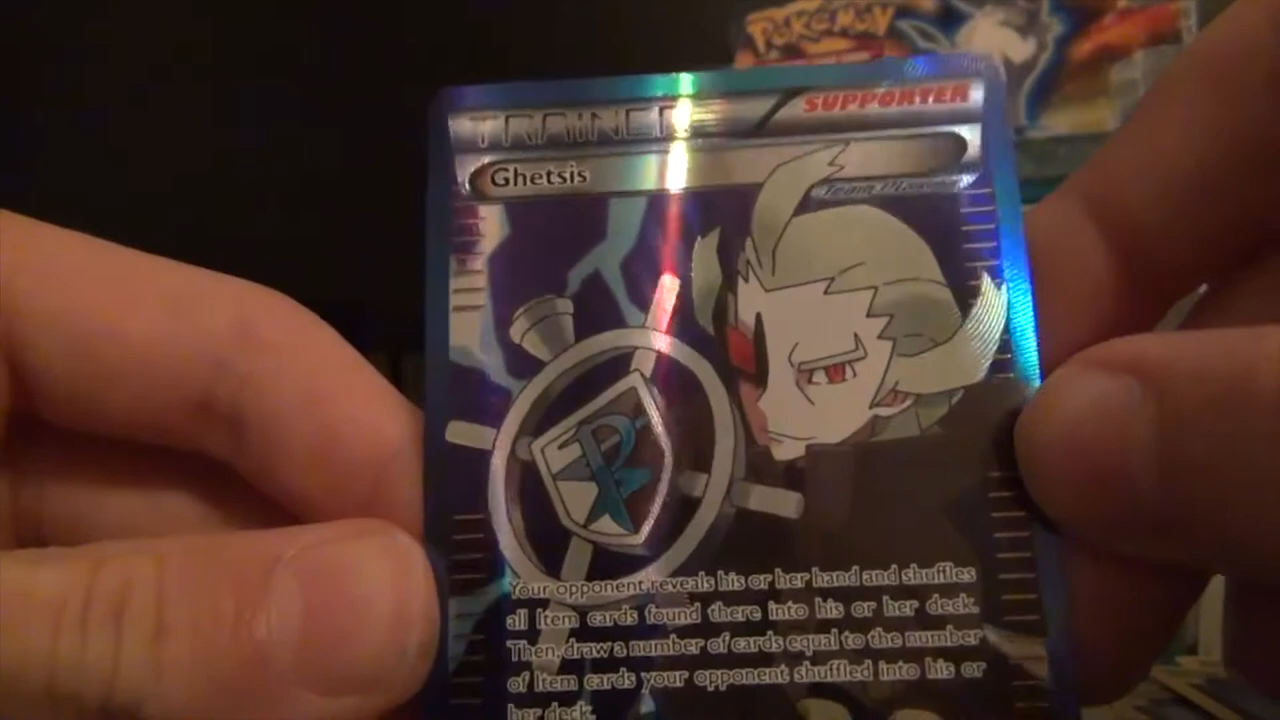 POKéMON
TRAINER
SUPPORTER
Ghetsis
Team Plasma
Your opponent reveals his or her hand and shuffles
all Item cards found there into his or her deck.
Then, draw a number of cards equal to the number
of Item cards your opponent shuffled into his or
her deck.